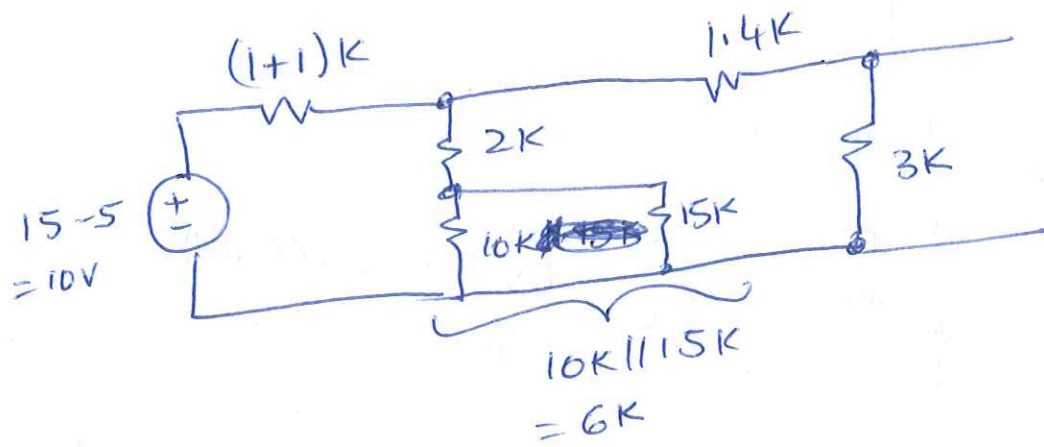 (1+1)K
1.4K
2K
3K
15-5
= 10V
+
-
10K
15K
10K||15K
= 6K